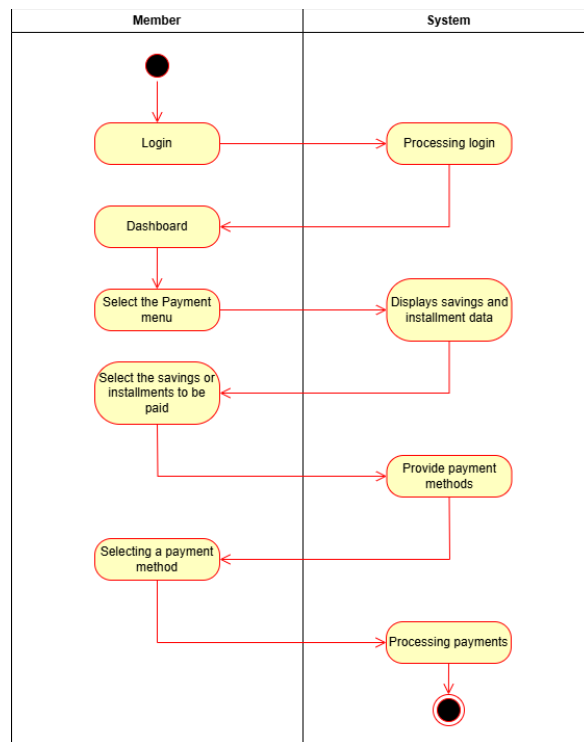 Member
System
Login
Processing login
Dashboard
Select the Payment
menu
Displays savings and
installment data
Select the savings or
installments to be
paid
Provide payment
methods
Selecting a payment
method
Processing payments